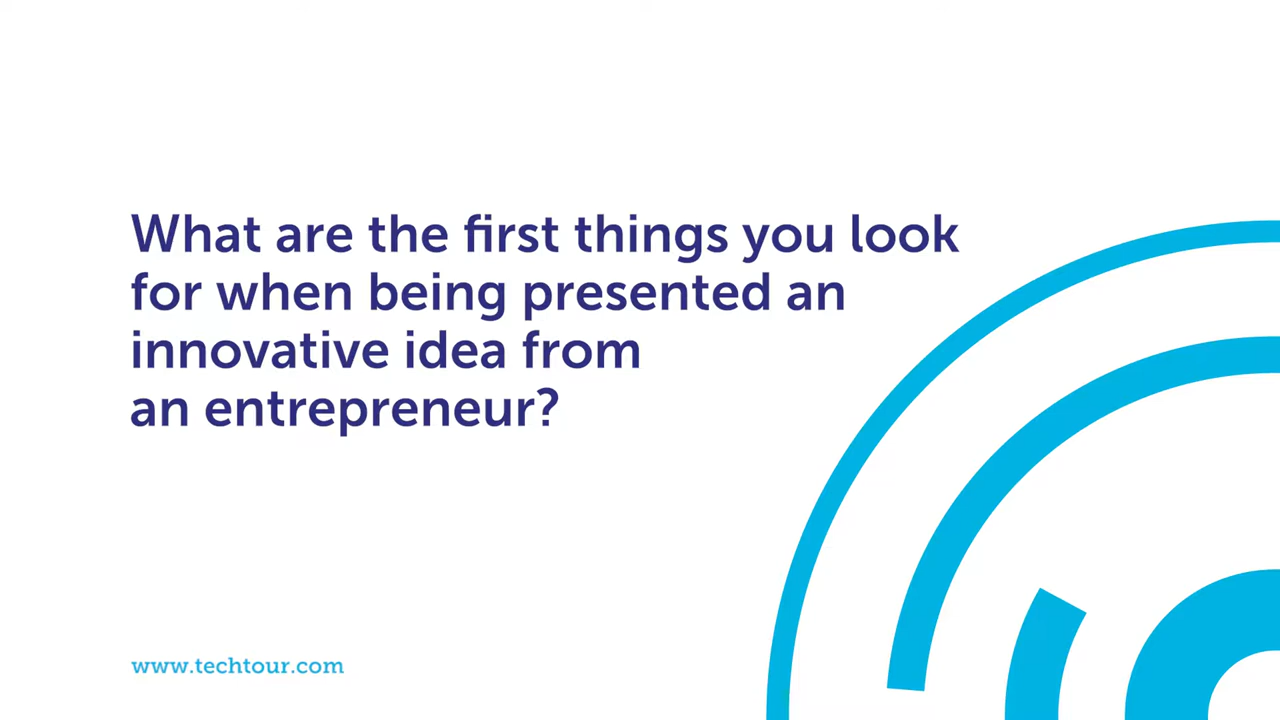 What are the first things you look
for when being presented an
innovative idea from
an entrepreneur?
www.techtour.com